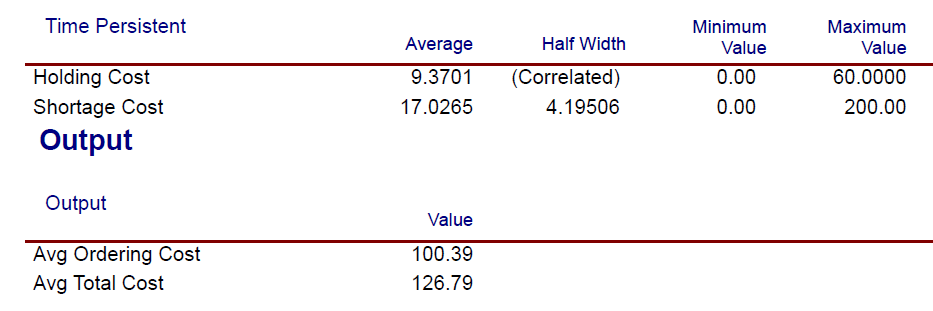 Time Persistent
Average Half Width Minimum Value Maximum Value
Holding Cost 9.3701 (Correlated) 0.00 60.0000
Shortage Cost 17.0265 4.19506 0.00 200.00
Output
Output
Value
Avg Ordering Cost 100.39
Avg Total Cost 126.79